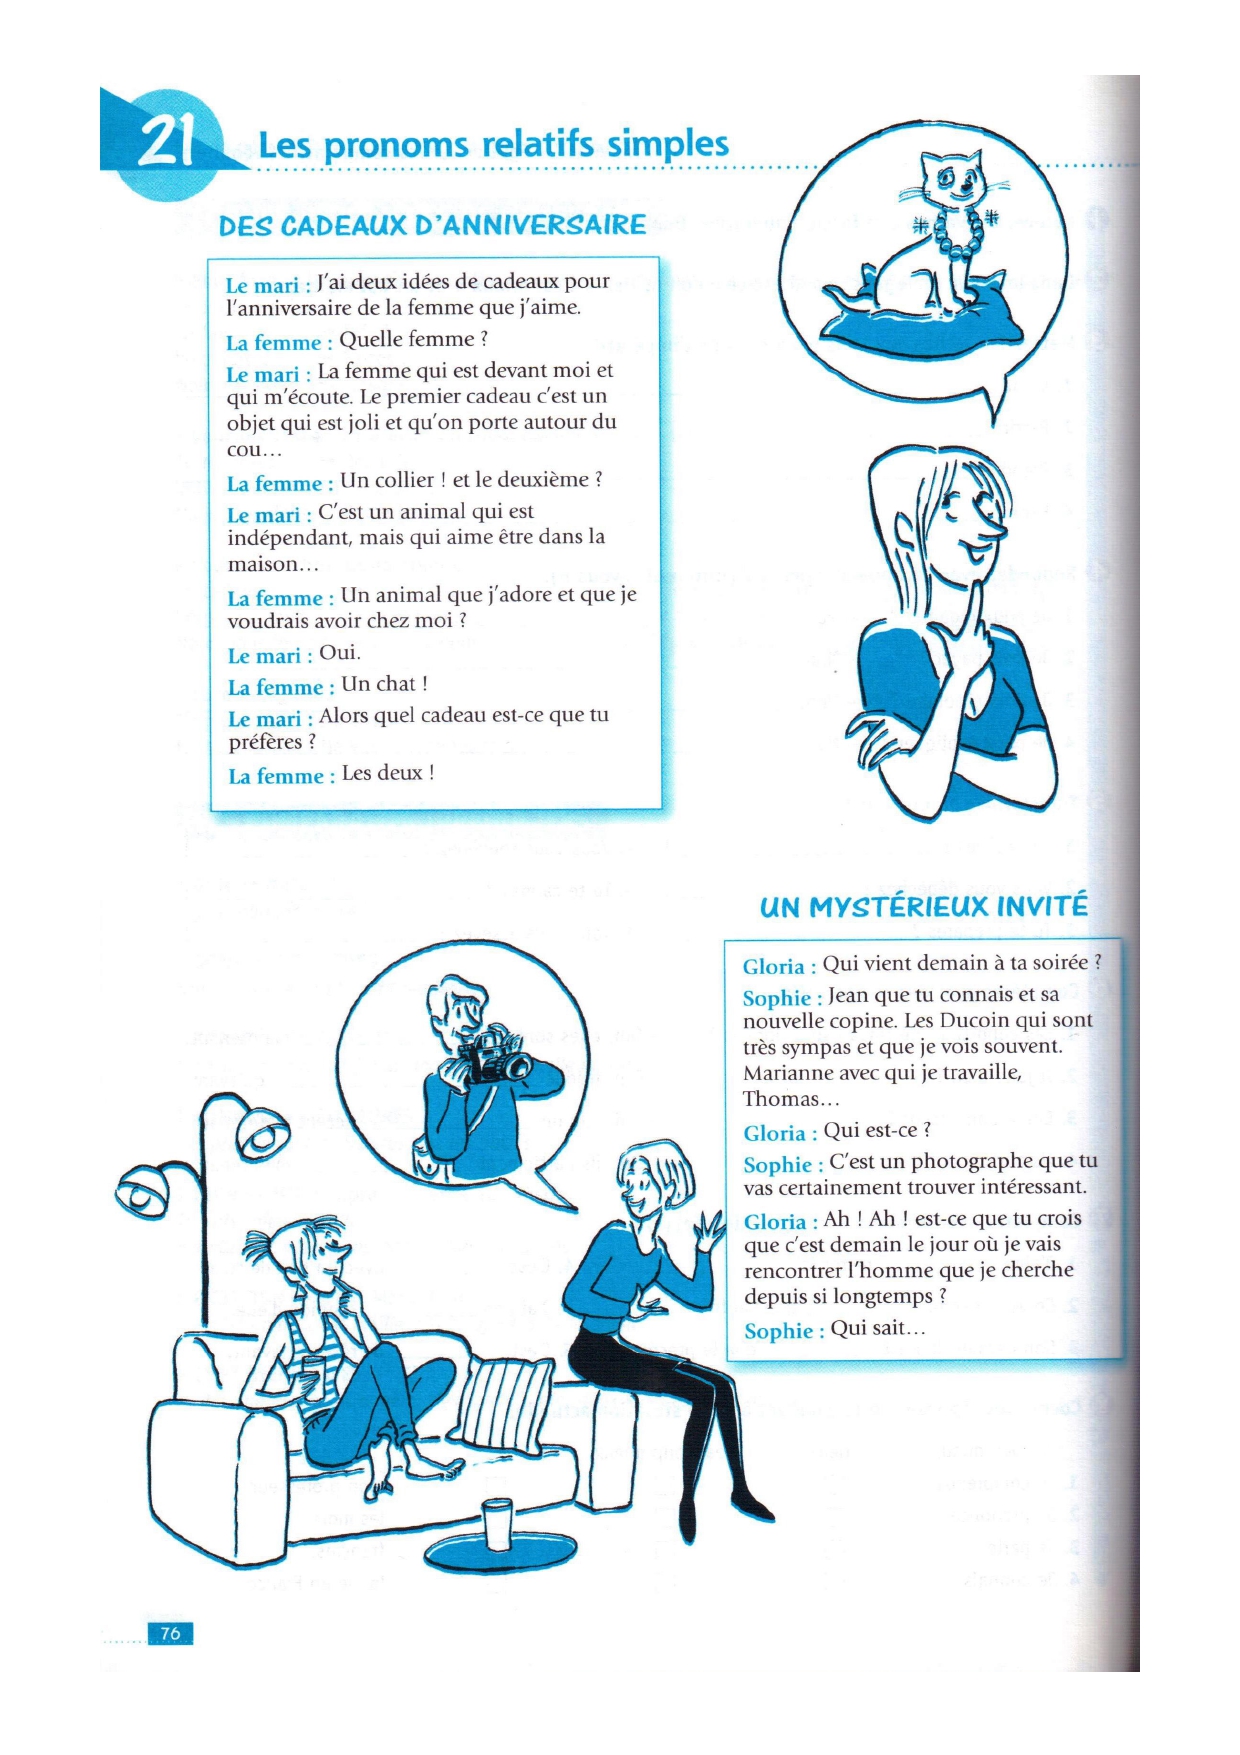 21
Les pronoms relatifs simples
DES CADEAUX D'ANNIVERSAIRE
Le mari : J'ai deux idées de cadeaux pour
l'anniversaire de la femme que j'aime.
La femme : Quelle femme ?
Le mari : La femme qui est devant moi et
qui m'écoute. Le premier cadeau c'est un
objet qui est joli et qu'on porte autour du
cou...
La femme : Un collier ! et le deuxième ?
Le mari : C'est un animal qui est
indépendant, mais qui aime être dans la
maison...
La femme : Un animal que j'adore et que je
voudrais avoir chez moi ?
Le mari : Oui.
La femme : Un chat !
Le mari : Alors quel cadeau est-ce que tu
préfères ?
La femme : Les deux !
UN MYSTÉRIEUX INVITÉ
Gloria : Qui vient demain à ta soirée ?
Sophie : Jean que tu connais et sa
nouvelle copine. Les Ducoin qui sont
très sympas et que je vois souvent.
Marianne avec qui je travaille,
Thomas...
Gloria : Qui est-ce ?
Sophie : C'est un photographe que tu
vas certainement trouver intéressant.
Gloria : Ah ! Ah ! est-ce que tu crois
que c'est demain le jour où je vais
rencontrer l'homme que je cherche
depuis si longtemps ?
Sophie : Qui sait...
76